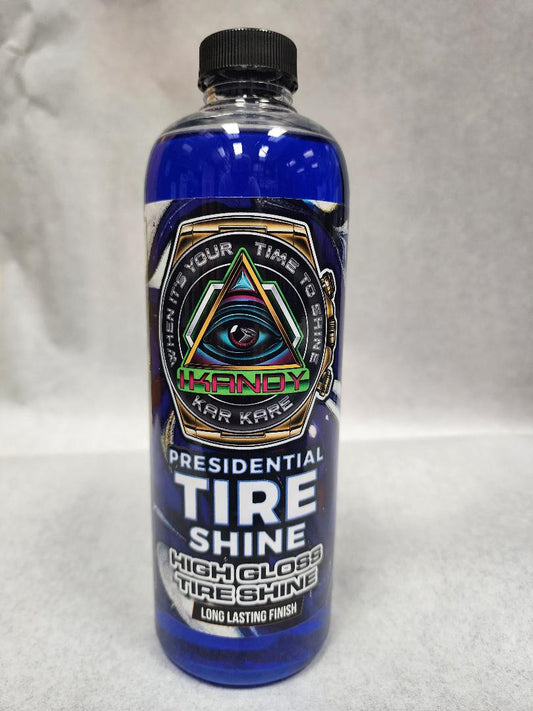 WHEN IT'S YOUR TIME TO SHINE
IKANDY
KAR KARE
PRESIDENTIAL
TIRE
SHINE
HIGH GLOSS
TIRE SHINE
LONG LASTING FINISH